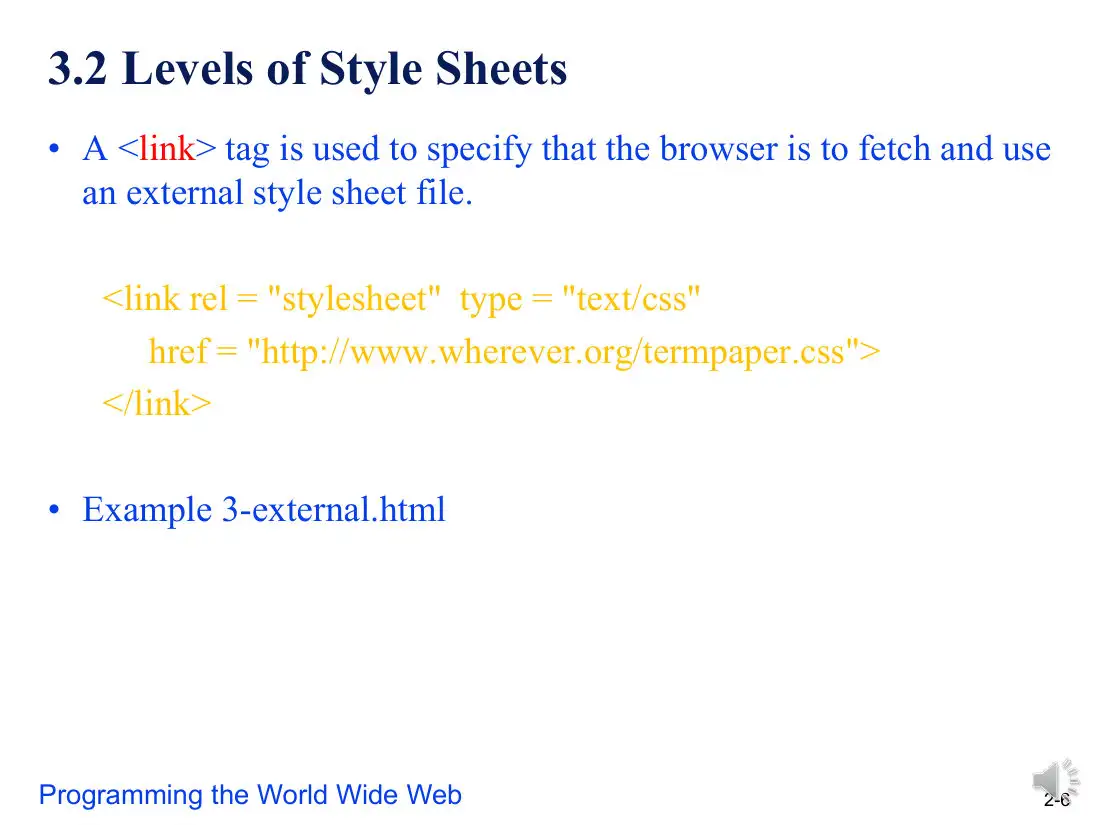 3.2 Levels of Style Sheets
• A <link> tag is used to specify that the browser is to fetch and use
an external style sheet file.
<link rel = "stylesheet"  type = "text/css"
href = "http://www.wherever.org/termpaper.css">
</link>
• Example 3-external.html
Programming the World Wide Web
2-6